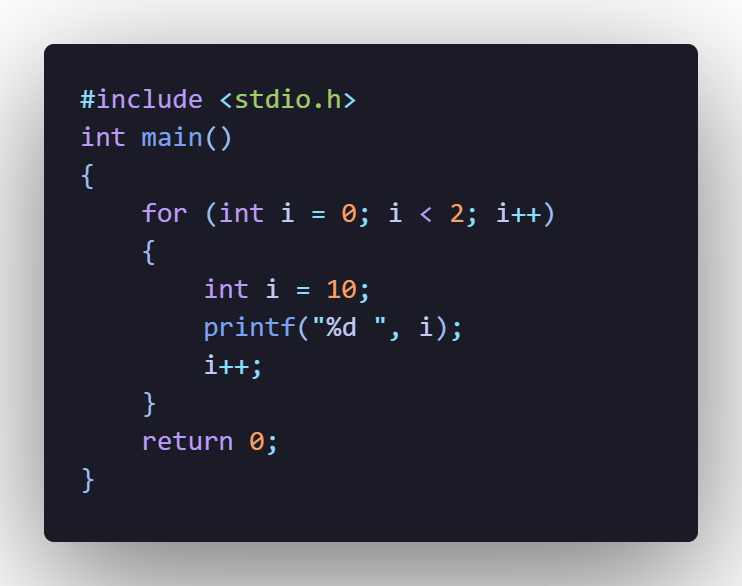 #include <stdio.h>
int main()
{
    for (int i = 0; i < 2; i++)
    {
        int i = 10;
        printf("%d ", i);
        i++;
    }
    return 0;
}